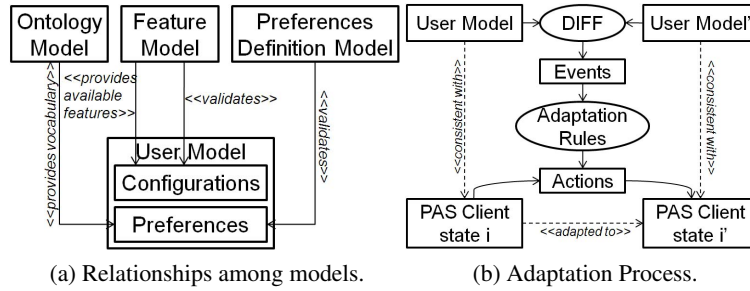 Ontology Model
Feature Model
Preferences Definition Model
<<provides vocabulary>>
<<provides available features>>
<<validates>>
<<validates>>
User Model
Configurations
Preferences
(a) Relationships among models.
User Model
DIFF
User Model'
Events
<<consistent with>>
<<consistent with>>
Adaptation Rules
Actions
PAS Client state i
<<adapted to>>
PAS Client state i'
(b) Adaptation Process.